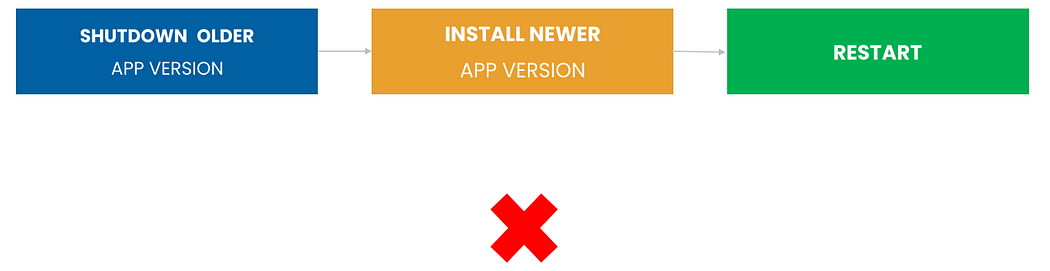 SHUTDOWN  OLDER
APP VERSION
INSTALL NEWER
APP VERSION
RESTART